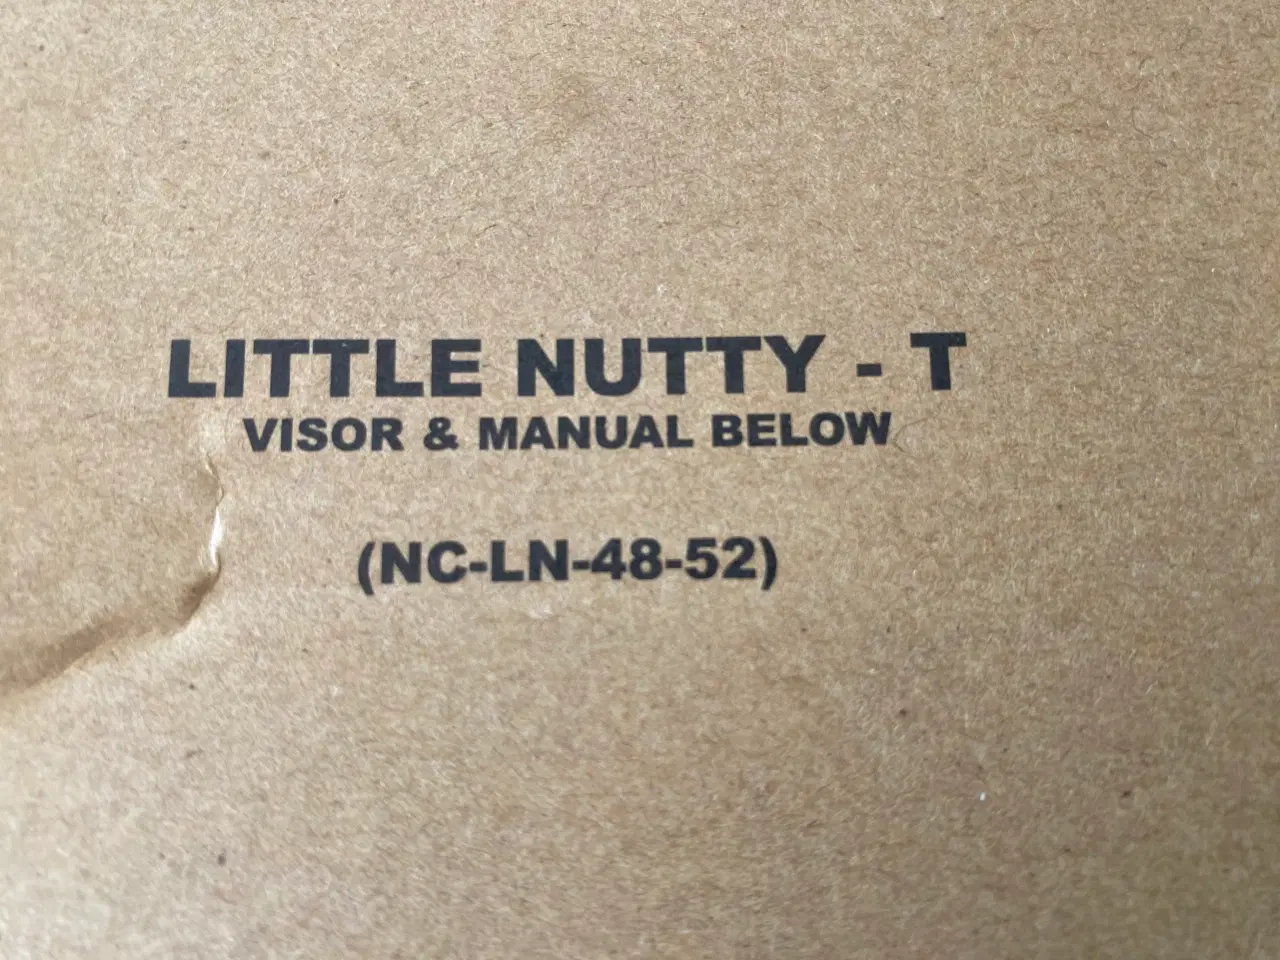 LITTLE NUTTY - T
VISOR & MANUAL BELOW
(NC-LN-48-52)